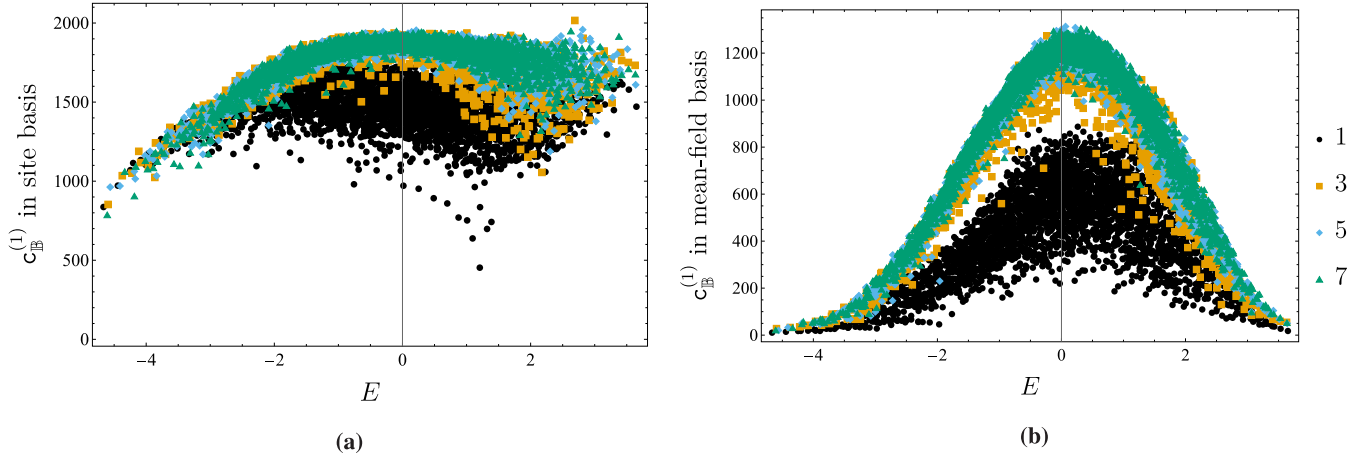 c_𝔹^(1) in site basis
2000
1500
1000
500
0
−4 −2 0 2
E
(a)
c_𝔹^(1) in mean-field basis
1200
1000
800
600
400
200
0
−4 −2 0 2
E
(b)
1
3
5
7